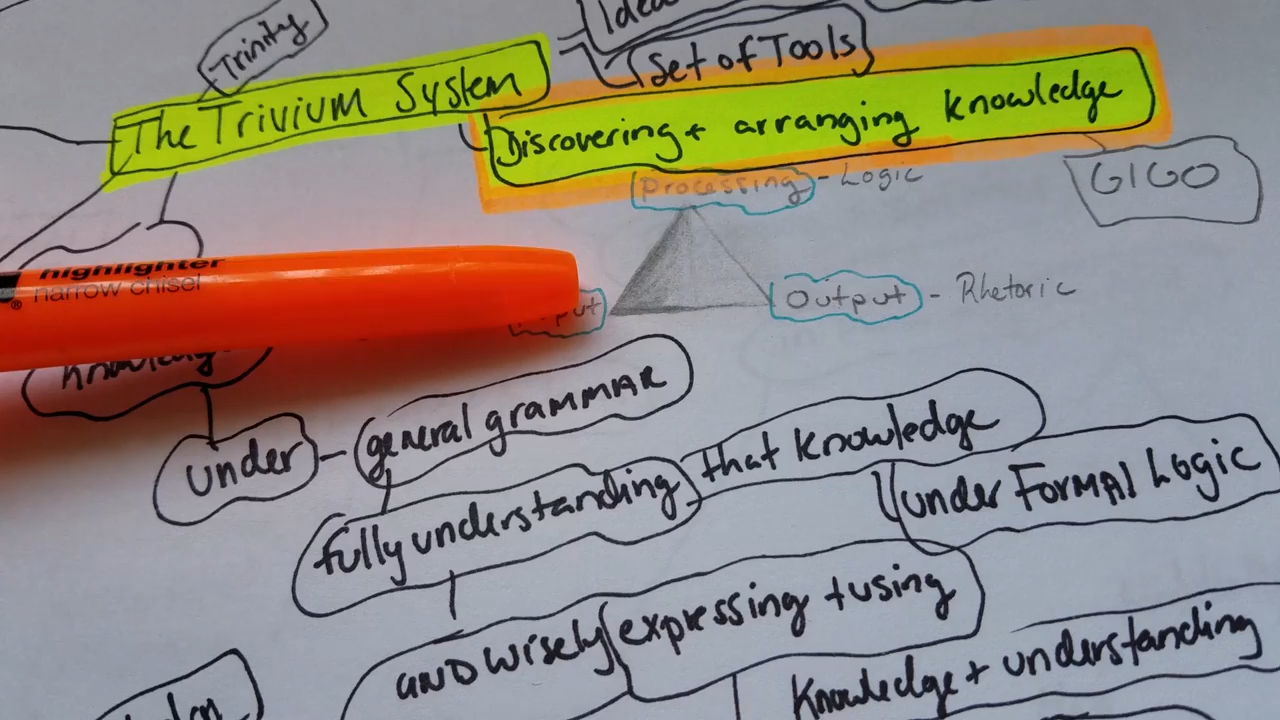 Trinity
Idea
Set of Tools
The Trivium System
Discovering + arranging knowledge
GIGO
Processing - Logic
highlighter
narrow chisel
®
Output - Rhetoric
under - general grammar
fully understanding that knowledge
under Formal Logic
AND wisely expressing + using
Knowledge + understanding